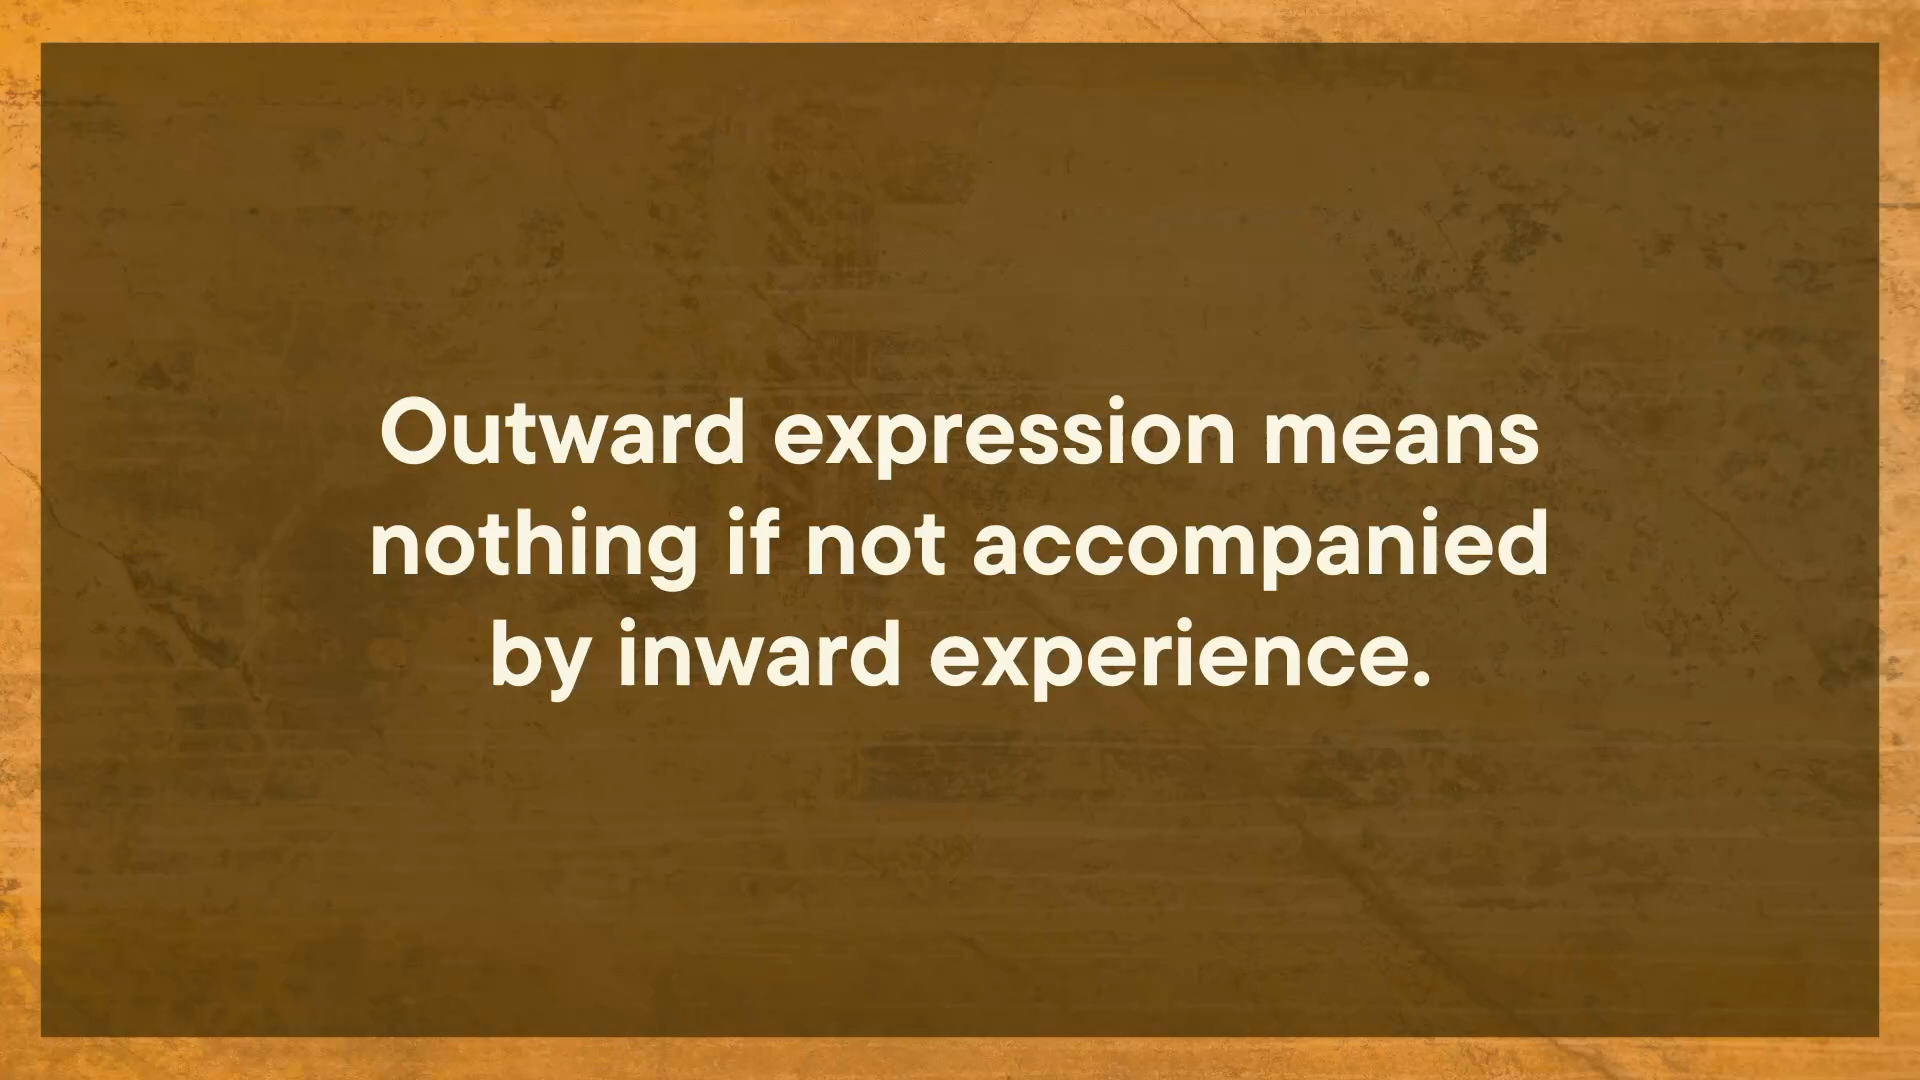 Outward expression means
nothing if not accompanied
by inward experience.